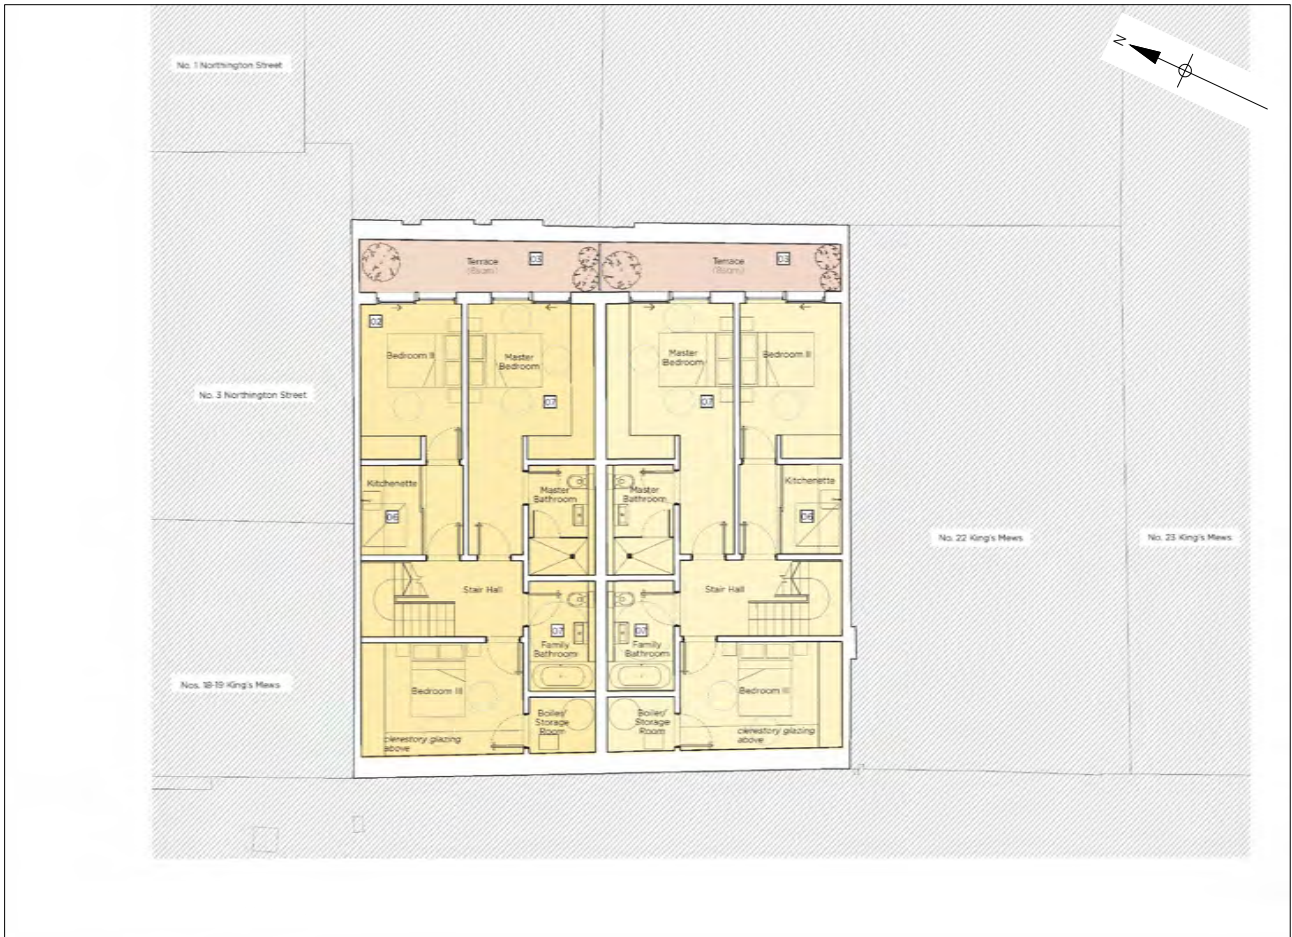 No. 1 Northington Street
N
Terrace
03
Terrace
03
02
Bedroom II
Master
Bedroom
07
Master
Bedroom
07
Bedroom II
No. 3 Northington Street
Kitchenette
06
Master
Bathroom
Master
Bathroom
Kitchenette
06
No. 22 King's Mews
No. 23 King's Mews
Stair Hall
Stair Hall
07
Family
Bathroom
07
Family
Bathroom
Nos. 18-19 King's Mews
Bedroom III
Bedroom III
Boiler/
Storage
Room
Boiler/
Storage
Room
clerestory glazing
above
clerestory glazing
above